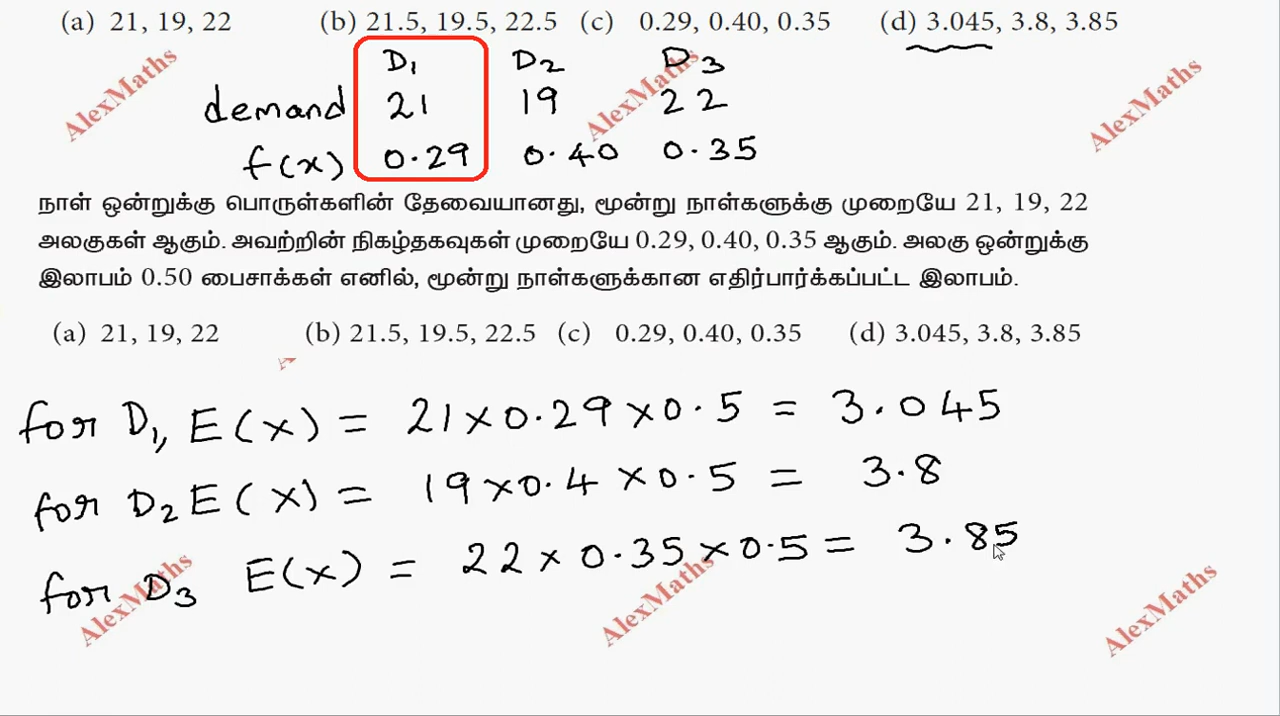 (a) 21, 19, 22 (b) 21.5, 19.5, 22.5 (c) 0.29, 0.40, 0.35 (d) 3.045, 3.8, 3.85
D1 D2 D3
demand 21 19 22
f(x) 0.29 0.40 0.35
AlexMaths AlexMaths AlexMaths
நாள் ஒன்றுக்கு பொருள்களின் தேவையானது, மூன்று நாள்களுக்கு முறையே 21, 19, 22
அலகுகள் ஆகும். அவற்றின் நிகழ்தகவுகள் முறையே 0.29, 0.40, 0.35 ஆகும். அலகு ஒன்றுக்கு
இலாபம் 0.50 பைசாக்கள் எனில், மூன்று நாள்களுக்கான எதிர்பார்க்கப்பட்ட இலாபம்.
(a) 21, 19, 22 (b) 21.5, 19.5, 22.5 (c) 0.29, 0.40, 0.35 (d) 3.045, 3.8, 3.85
for D1, E(x) = 21×0.29×0.5 = 3.045
for D2 E(x) = 19×0.4×0.5 = 3.8
for D3 E(x) = 22×0.35×0.5 = 3.85
AlexMaths AlexMaths AlexMaths